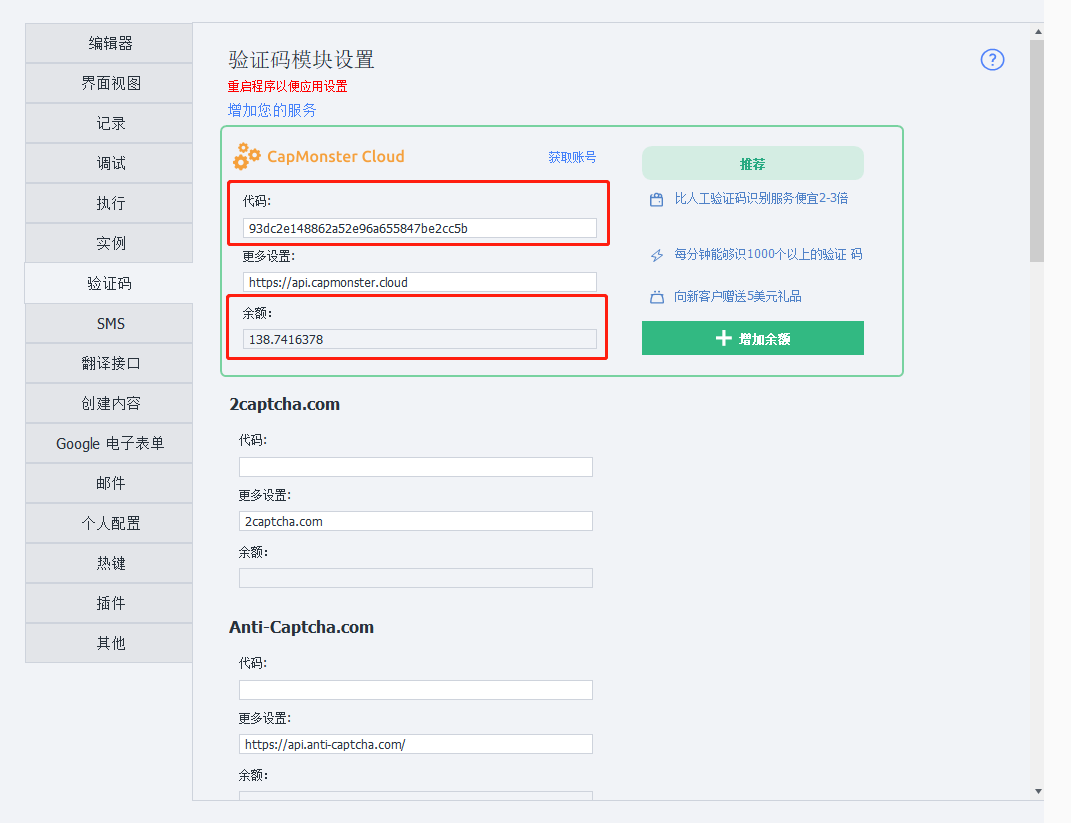 编辑器
界面视图
记录
调试
执行
实例
验证码
SMS
翻译接口
创建内容
Google 电子表单
邮件
个人配置
热键
插件
其他
验证码模块设置
?
重启程序以便应用设置
增加您的服务
CapMonster Cloud
获取账号
代码:
93dc2e148862a52e96a655847be2cc5b
更多设置:
https://api.capmonster.cloud
余额:
138.7416378
推荐
比人工验证码识别服务便宜2-3倍
每分钟能够识1000个以上的验证 码
向新客户赠送5美元礼品
增加余额
2captcha.com
代码:
更多设置:
2captcha.com
余额:
Anti-Captcha.com
代码:
更多设置:
https://api.anti-captcha.com/
余额: